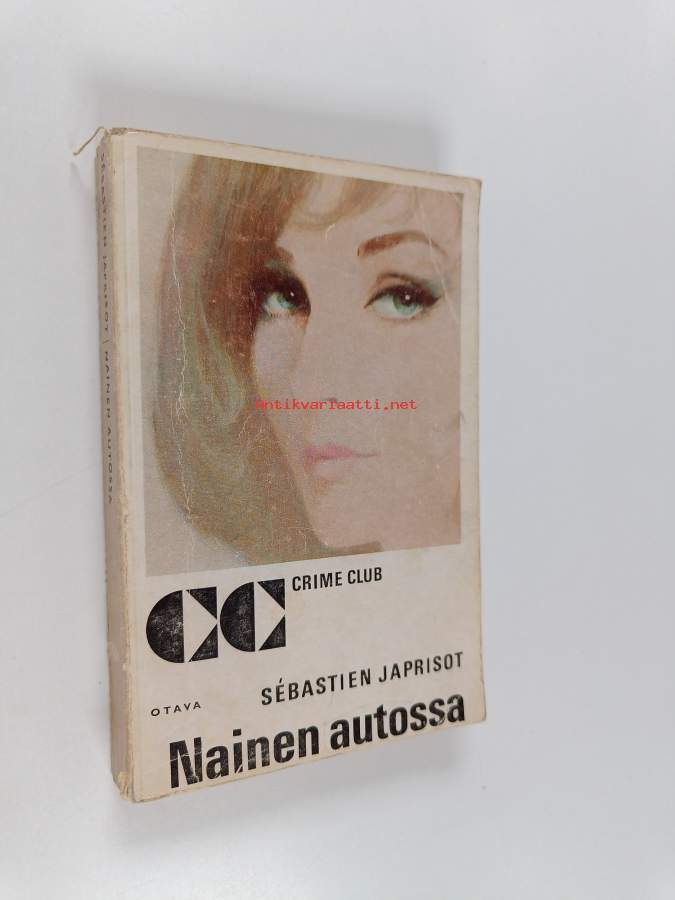 SÉBASTIEN JAPRISOT / NAINEN AUTOSSA
Antikvariaatti.net
CC CRIME CLUB
SÉBASTIEN JAPRISOT
OTAVA
Nainen autossa